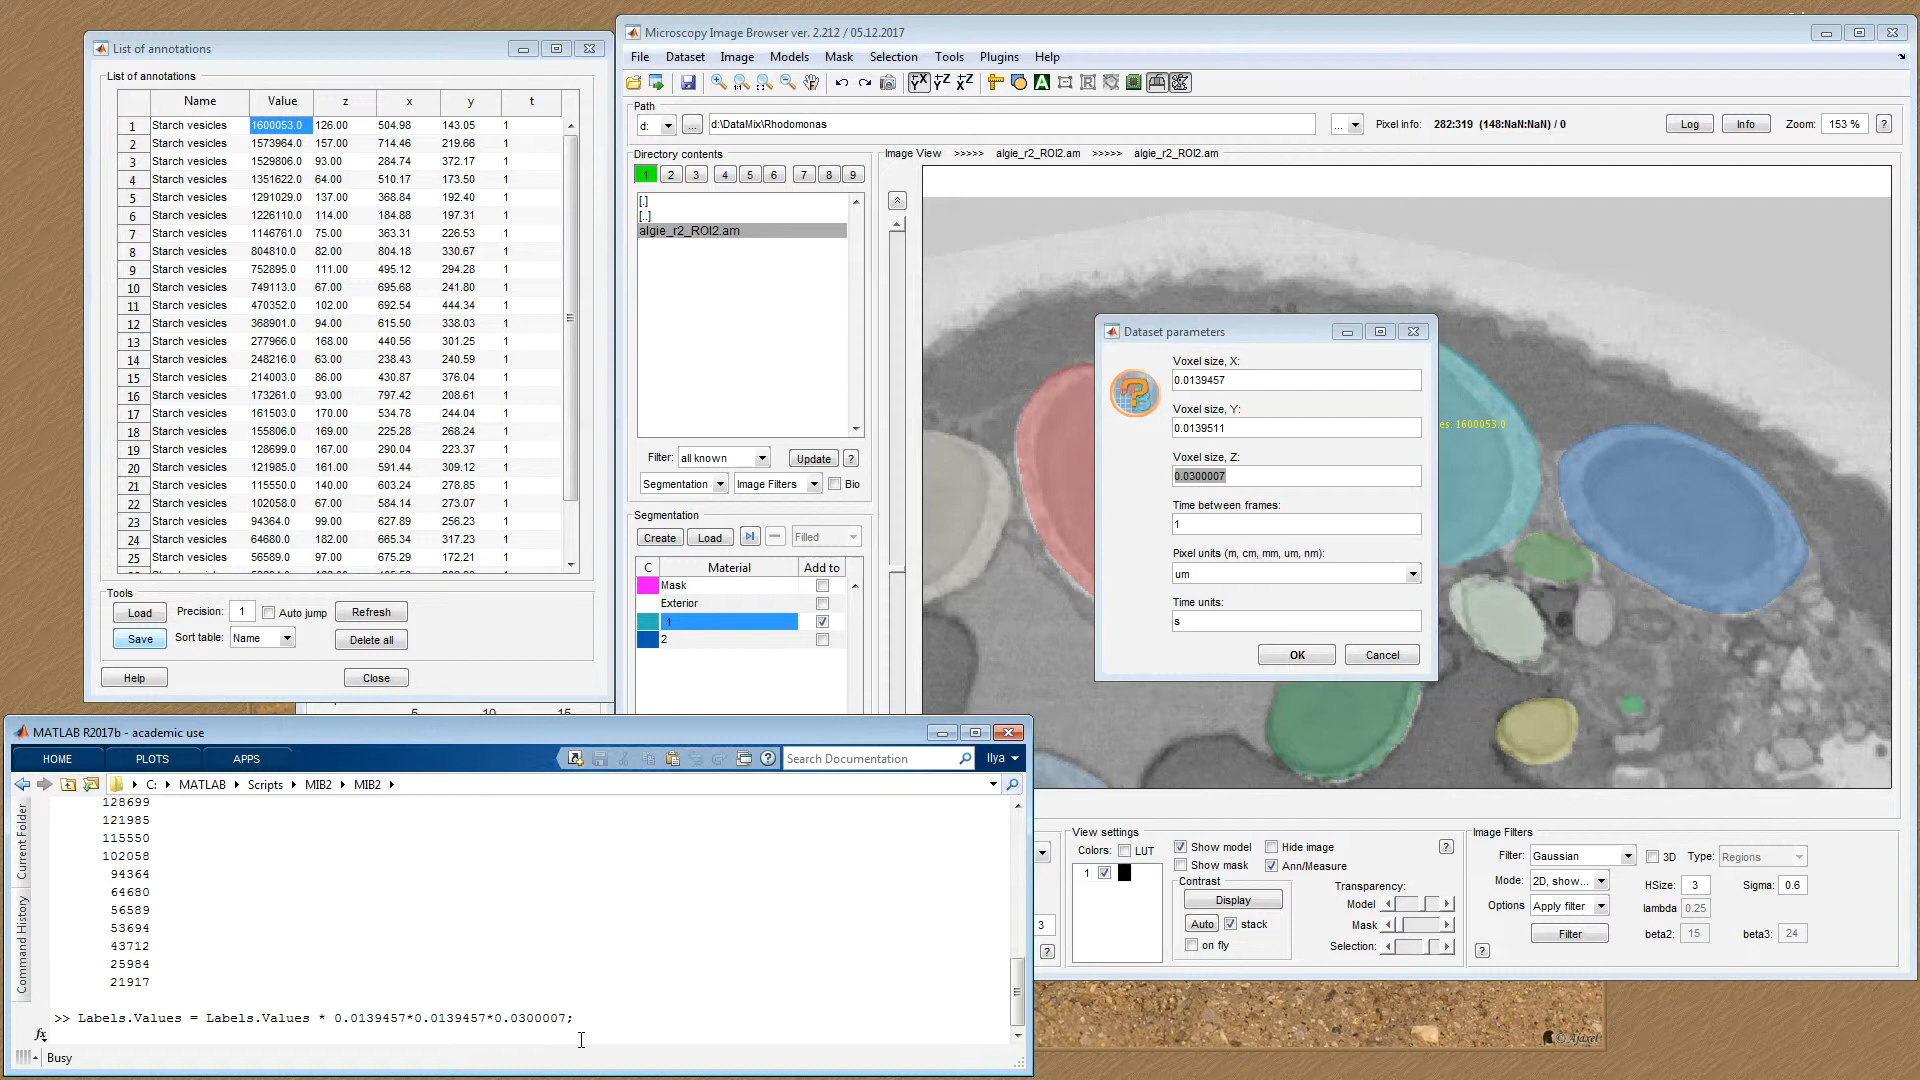 List of annotations
List of annotations
Name Value z x y t
1 Starch vesicles 1600053.0 126.00 504.98 143.05 1
2 Starch vesicles 1573964.0 157.00 714.46 219.66 1
3 Starch vesicles 1529806.0 93.00 284.74 372.17 1
4 Starch vesicles 1351622.0 64.00 510.17 173.50 1
5 Starch vesicles 1291029.0 137.00 368.84 192.40 1
6 Starch vesicles 1226110.0 114.00 184.88 197.31 1
7 Starch vesicles 1146761.0 75.00 363.31 226.53 1
8 Starch vesicles 804810.0 82.00 804.18 330.67 1
9 Starch vesicles 752895.0 111.00 495.12 294.28 1
10 Starch vesicles 749113.0 67.00 695.68 241.80 1
11 Starch vesicles 470352.0 102.00 692.54 444.34 1
12 Starch vesicles 368901.0 94.00 615.50 338.03 1
13 Starch vesicles 277966.0 168.00 440.56 301.25 1
14 Starch vesicles 248216.0 63.00 238.43 240.59 1
15 Starch vesicles 214003.0 86.00 430.87 376.04 1
16 Starch vesicles 173261.0 93.00 797.42 208.61 1
17 Starch vesicles 161503.0 170.00 534.78 244.04 1
18 Starch vesicles 155806.0 169.00 225.28 268.24 1
19 Starch vesicles 128699.0 167.00 290.04 223.37 1
20 Starch vesicles 121985.0 161.00 591.44 309.12 1
21 Starch vesicles 115550.0 140.00 603.24 278.85 1
22 Starch vesicles 102058.0 67.00 584.14 273.07 1
23 Starch vesicles 94364.0 99.00 627.89 256.23 1
24 Starch vesicles 64680.0 182.00 665.34 317.23 1
25 Starch vesicles 56589.0 97.00 675.29 172.21 1
Tools
Load Precision: 1 Auto jump Refresh
Save Sort table: Name Delete all
Help Close
5 10 15
Microscopy Image Browser ver. 2.212 / 05.12.2017
File Dataset Image Models Mask Selection Tools Plugins Help
Path
d: ... d:\DataMix\Rhodomonas ... Pixel info: 282:319 (148:NaN:NaN) / 0 Log Info Zoom: 153 % ?
Directory contents
1 2 3 4 5 6 7 8 9
[.]
[..]
algie_r2_ROI2.am
Filter: all known Update ?
Segmentation Image Filters Bio
Segmentation
Create Load Filled
C Material Add to
Mask
Exterior
1
2
Image View >>>>> algie_r2_ROI2.am >>>>> algie_r2_ROI2.am
es: 1600053.0
Dataset parameters
Voxel size, X:
0.0139457
Voxel size, Y:
0.0139511
Voxel size, Z:
0.0300007
Time between frames:
1
Pixel units (m, cm, mm, um, nm):
um
Time units:
s
OK Cancel
MATLAB R2017b - academic use
HOME PLOTS APPS Search Documentation Ilya
C: MATLAB Scripts MIB2 MIB2
Current Folder
Command History
128699
121985
115550
102058
94364
64680
56589
53694
43712
25984
21917
>> Labels.Values = Labels.Values * 0.0139457*0.0139457*0.0300007;
fx
Busy
3
?
View settings
Colors: LUT Show model Hide image ?
Show mask Ann/Measure
1
Contrast
Display
Auto stack
on fly
Transparency:
Model
Mask
Selection:
Image Filters
Filter: Gaussian 3D Type: Regions
Mode: 2D, show... HSize: 3 Sigma: 0.6
Options Apply filter lambda 0.25
Filter beta2: 15 beta3: 24
?
© Ajaxel